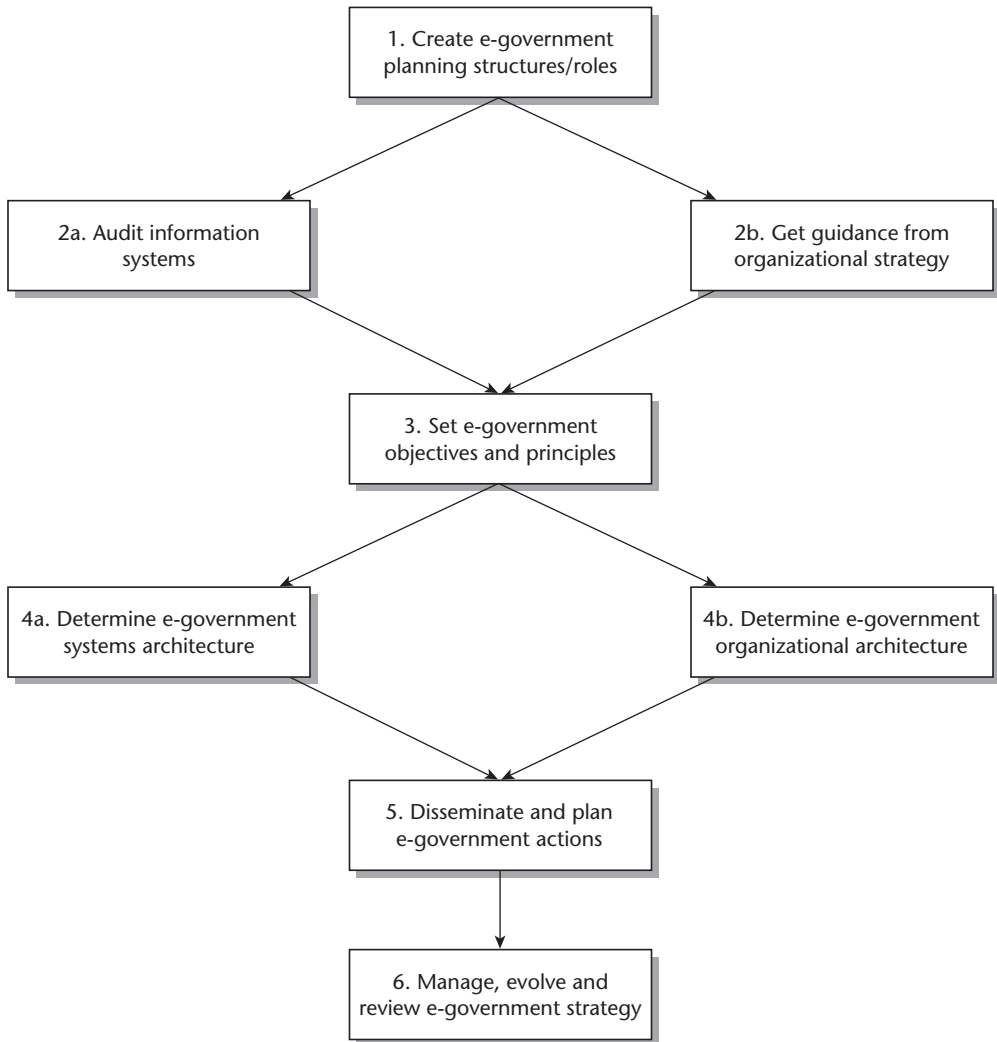 1. Create e-government
planning structures/roles
2a. Audit information
systems
2b. Get guidance from
organizational strategy
3. Set e-government
objectives and principles
4a. Determine e-government
systems architecture
4b. Determine e-government
organizational architecture
5. Disseminate and plan
e-government actions
6. Manage, evolve and
review e-government strategy